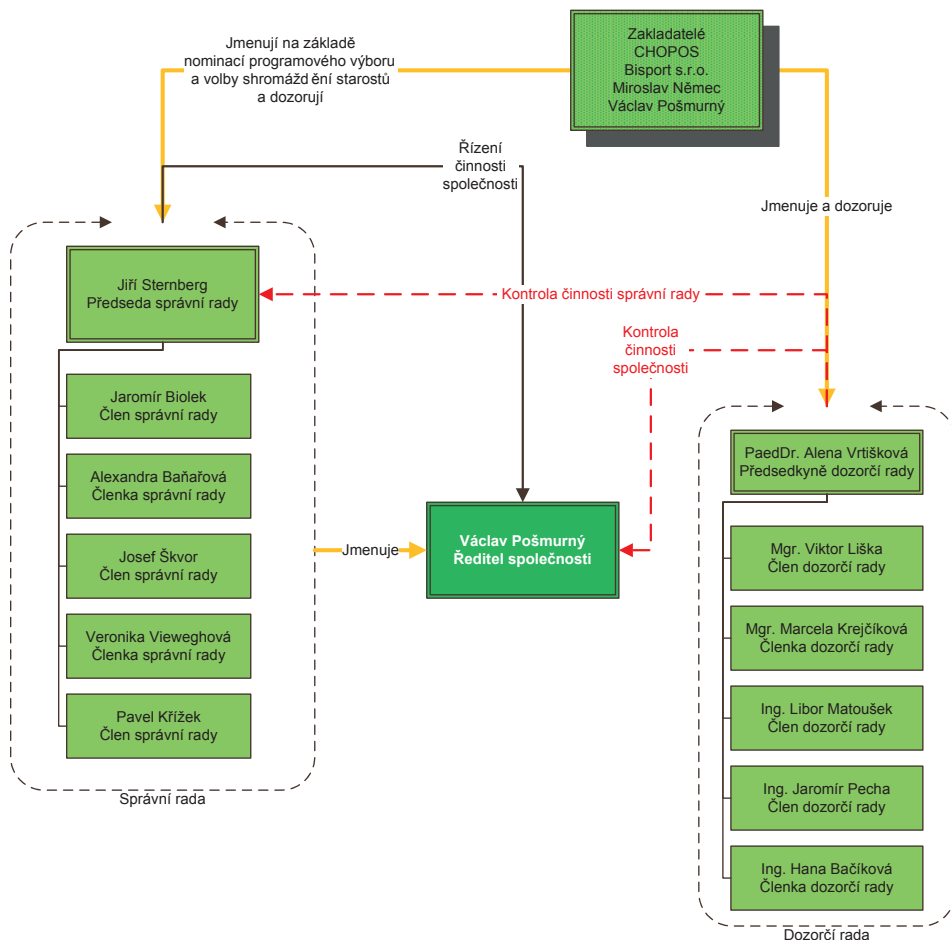 Zakladatelé
CHOPOS
Bisport s.r.o.
Miroslav Němec
Václav Pošmurný
Jmenují na základě
nominací programového výboru
a volby shromáždění starostů
a dozorují
Řízení
činnosti
společnosti
Jmenuje a dozoruje
Jiří Sternberg
Předseda správní rady
Kontrola činnosti správní rady
Kontrola
činnosti
společnosti
Jaromír Biolek
Člen správní rady
Alexandra Baňařová
Členka správní rady
Josef Škvor
Člen správní rady
Veronika Vieweghová
Členka správní rady
Pavel Křížek
Člen správní rady
Správní rada
Jmenuje
Václav Pošmurný
Ředitel společnosti
PaedDr. Alena Vrtišková
Předsedkyně dozorčí rady
Mgr. Viktor Liška
Člen dozorčí rady
Mgr. Marcela Krejčíková
Členka dozorčí rady
Ing. Libor Matoušek
Člen dozorčí rady
Ing. Jaromír Pecha
Člen dozorčí rady
Ing. Hana Bačíková
Členka dozorčí rady
Dozorčí rada